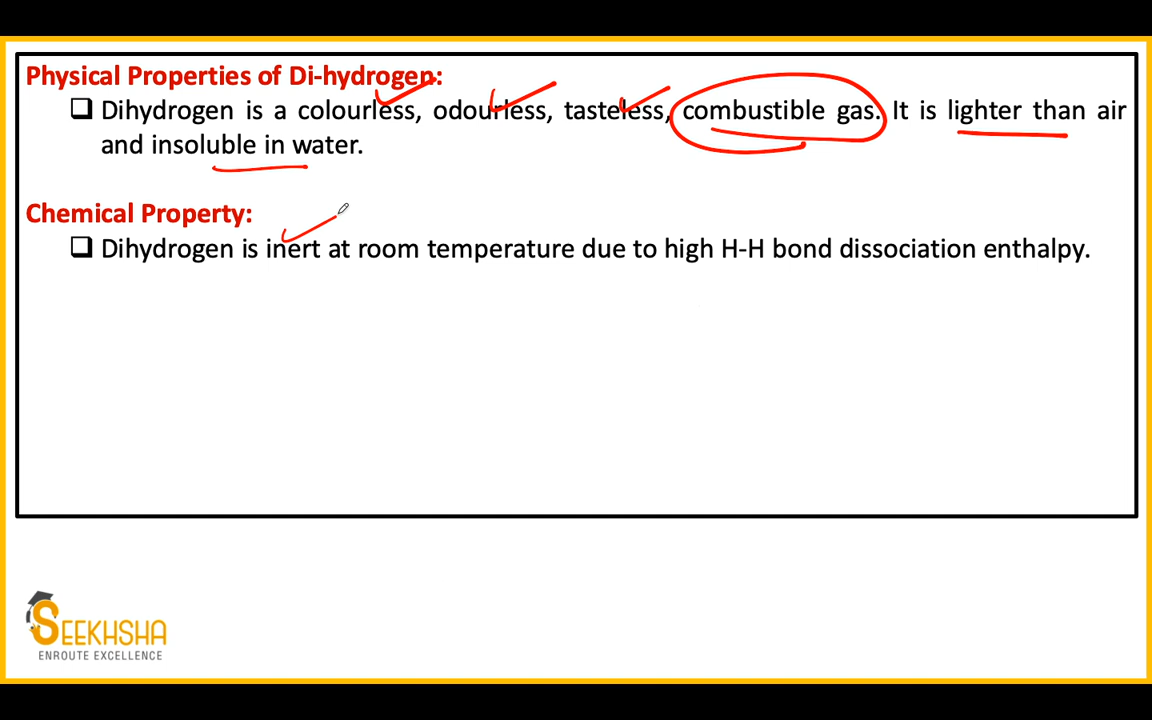 Physical Properties of Di-hydrogen:
❑ Dihydrogen is a colourless, odourless, tasteless, combustible gas. It is lighter than air
and insoluble in water.
Chemical Property:
❑ Dihydrogen is inert at room temperature due to high H-H bond dissociation enthalpy.
SEEKHSHA
ENROUTE EXCELLENCE